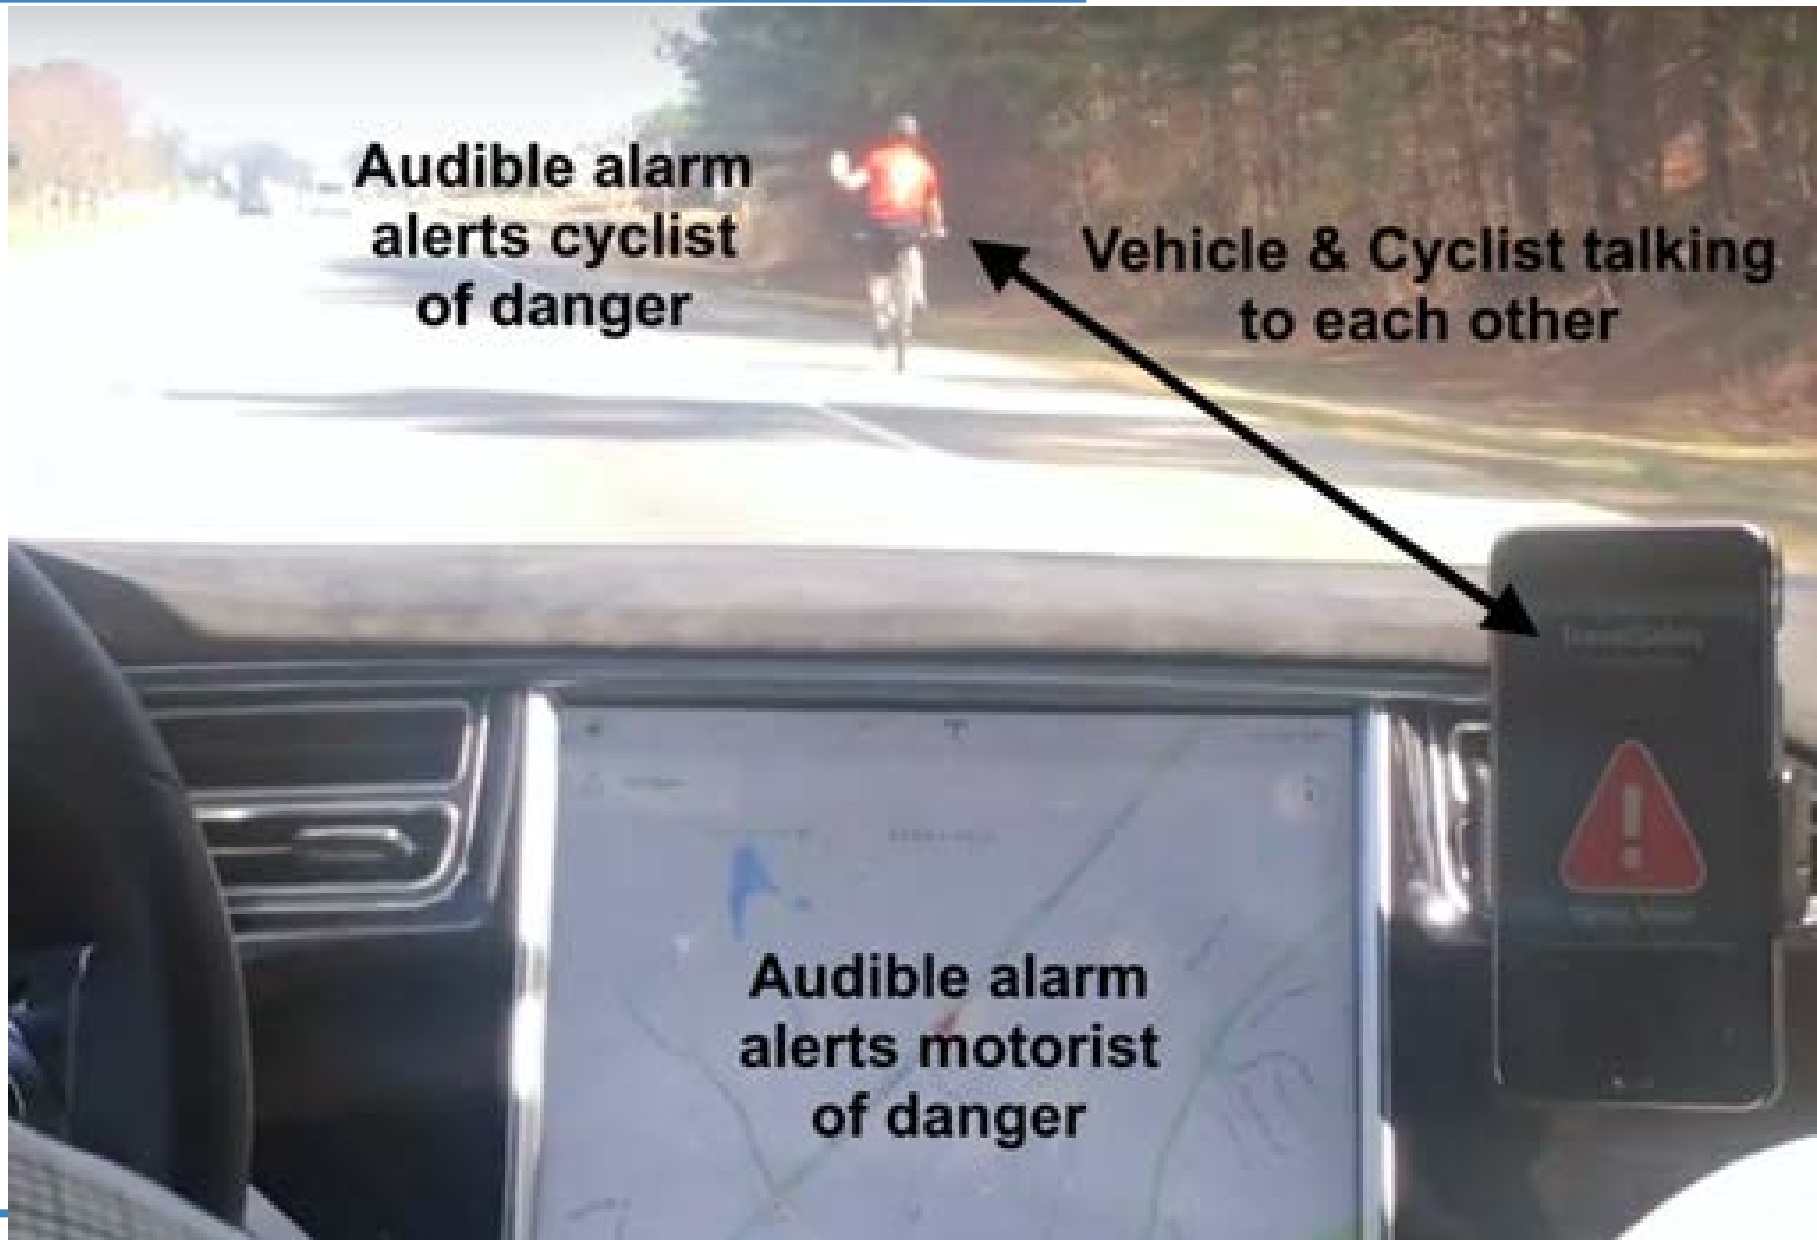 Audible alarm
alerts cyclist
of danger
Vehicle & Cyclist talking
to each other
Audible alarm
alerts motorist
of danger